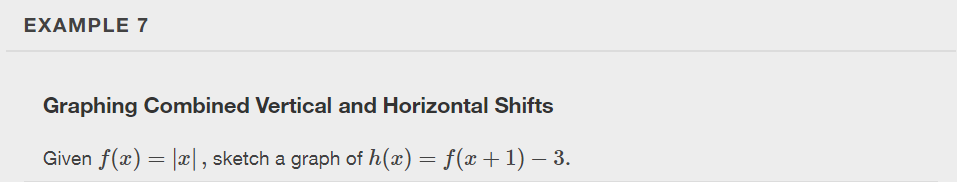 EXAMPLE 7
Graphing Combined Vertical and Horizontal Shifts
Given f(x) = |x|, sketch a graph of h(x) = f(x + 1) − 3.